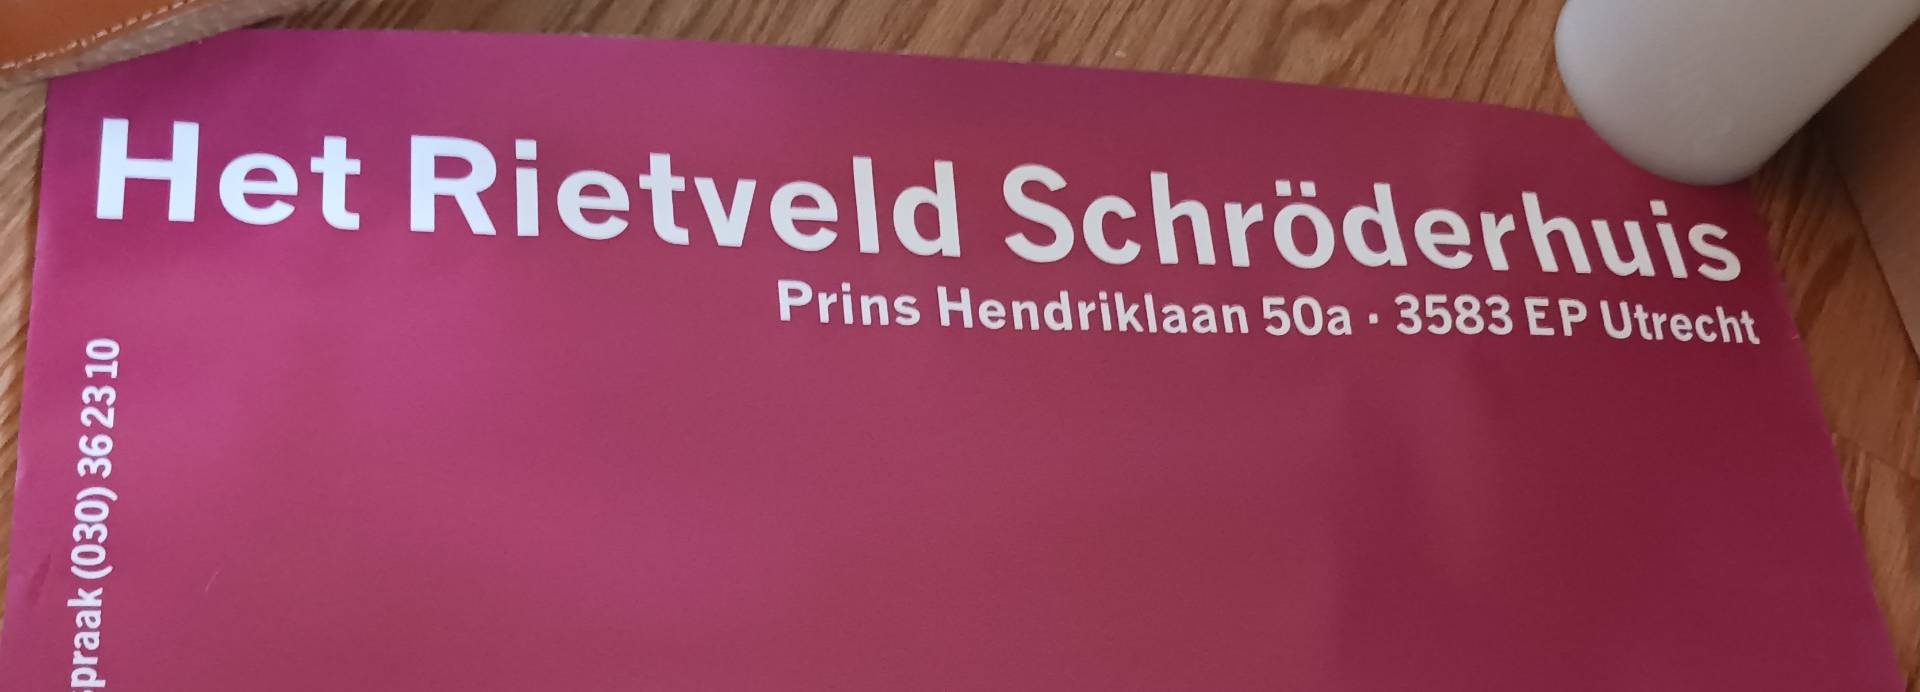 Het Rietveld Schröderhuis
Prins Hendriklaan 50a · 3583 EP Utrecht
spraak (030) 36 23 10